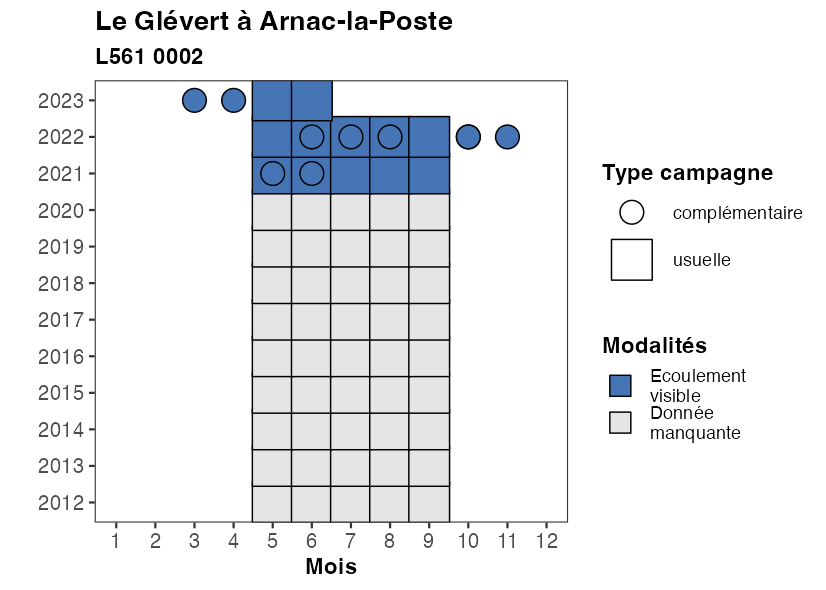 Le Glévert à Arnac-la-Poste
L561 0002
2023
2022
2021
2020
2019
2018
2017
2016
2015
2014
2013
2012
1 2 3 4 5 6 7 8 9 10 11 12
Mois
Type campagne
complémentaire
usuelle
Modalités
Ecoulement
visible
Donnée
manquante